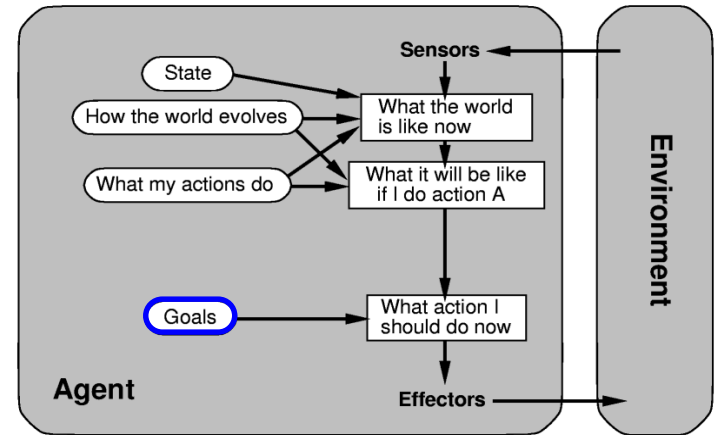 Sensors
State
What the world
is like now
How the world evolves
What it will be like
if I do action A
What my actions do
Goals
What action I
should do now
Agent
Effectors
Environment